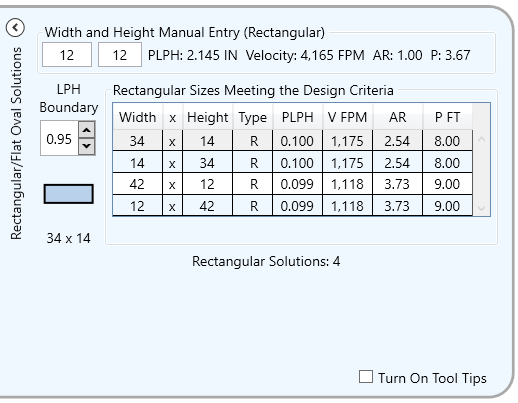 Rectangular/Flat Oval Solutions
Width and Height Manual Entry (Rectangular)
12 12 PLPH: 2.145 IN Velocity: 4,165 FPM AR: 1.00 P: 3.67
LPH
Boundary
0.95
34 x 14
Rectangular Sizes Meeting the Design Criteria
Width x Height Type PLPH V FPM AR P FT
34 x 14 R 0.100 1,175 2.54 8.00
14 x 34 R 0.100 1,175 2.54 8.00
42 x 12 R 0.099 1,118 3.73 9.00
12 x 42 R 0.099 1,118 3.73 9.00
Rectangular Solutions: 4
Turn On Tool Tips